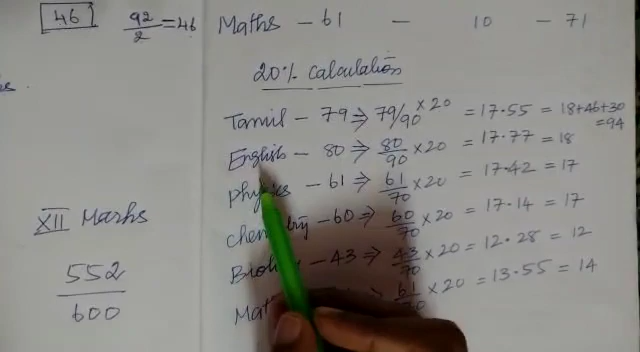 46
92/2 = 46
Maths - 61 - 10 - 71
20% Calculation
Tamil - 79 ⇒ 79/90 × 20 = 17.55 = 18+46+30
= 94
English - 80 ⇒ 80/90 × 20 = 17.77 = 18
Physics - 61 ⇒ 61/70 × 20 = 17.42 = 17
Chemistry - 60 ⇒ 60/70 × 20 = 17.14 = 17
Biology - 43 ⇒ 43/70 × 20 = 12.28 = 12
61/90 × 20 = 13.55 = 14
XII Marks
552/600